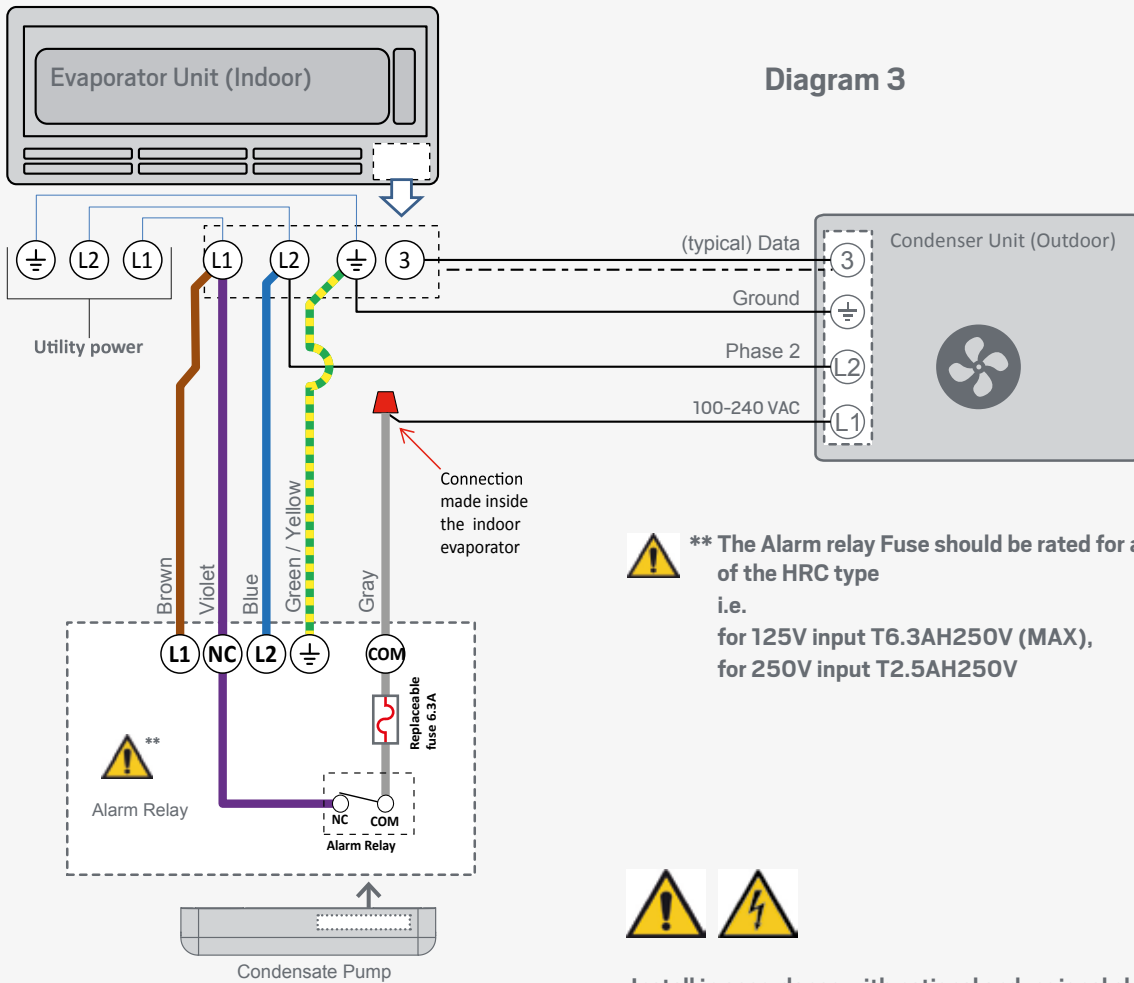 Evaporator Unit (Indoor)
Diagram 3
L2
L1
L1
L2
3
Utility power
(typical) Data
Ground
Phase 2
100-240 VAC
Condenser Unit (Outdoor)
3
L2
L1
Connection
made inside
the indoor
evaporator
Brown
Violet
Blue
Green / Yellow
Gray
L1
NC
L2
COM
Replaceable
fuse 6.3A
**
Alarm Relay
NC
COM
Alarm Relay
Condensate Pump
** The Alarm relay Fuse should be rated for a
of the HRC type
i.e.
for 125V input T6.3AH250V (MAX),
for 250V input T2.5AH250V